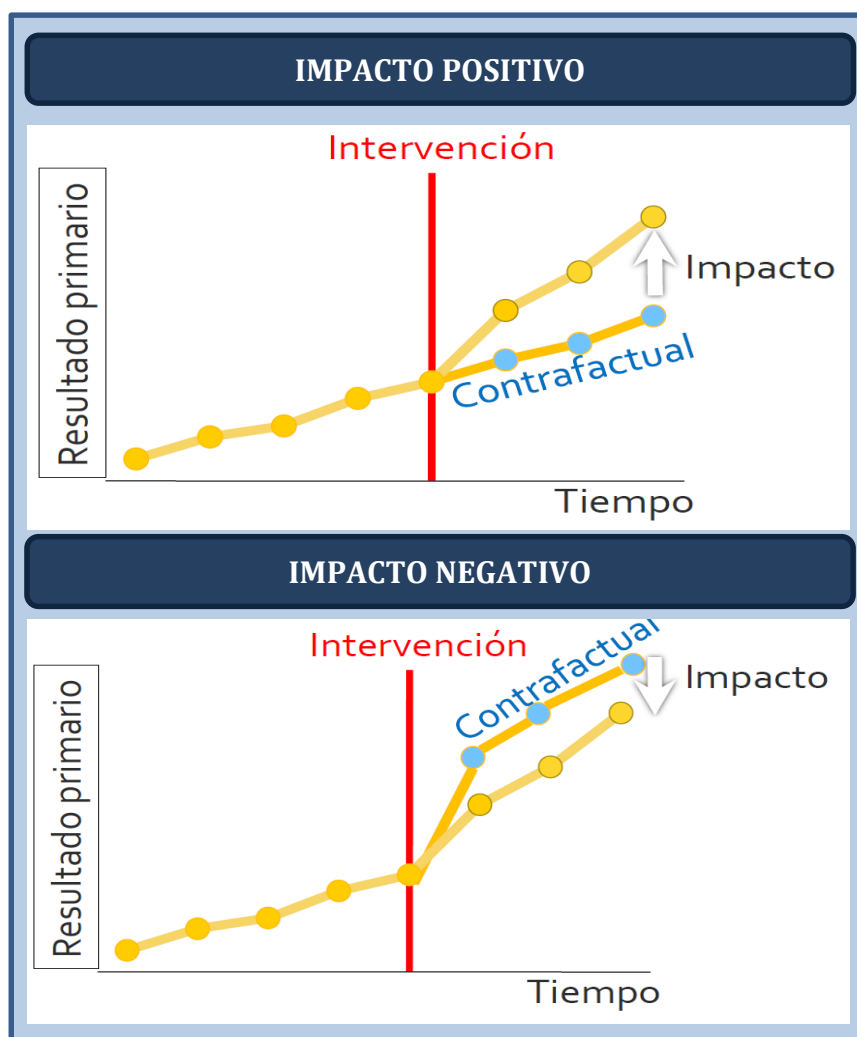 IMPACTO POSITIVO
Intervención
Resultado primario
Impacto
Contrafactual
Tiempo
IMPACTO NEGATIVO
Intervención
Contrafactual
Impacto
Resultado primario
Tiempo